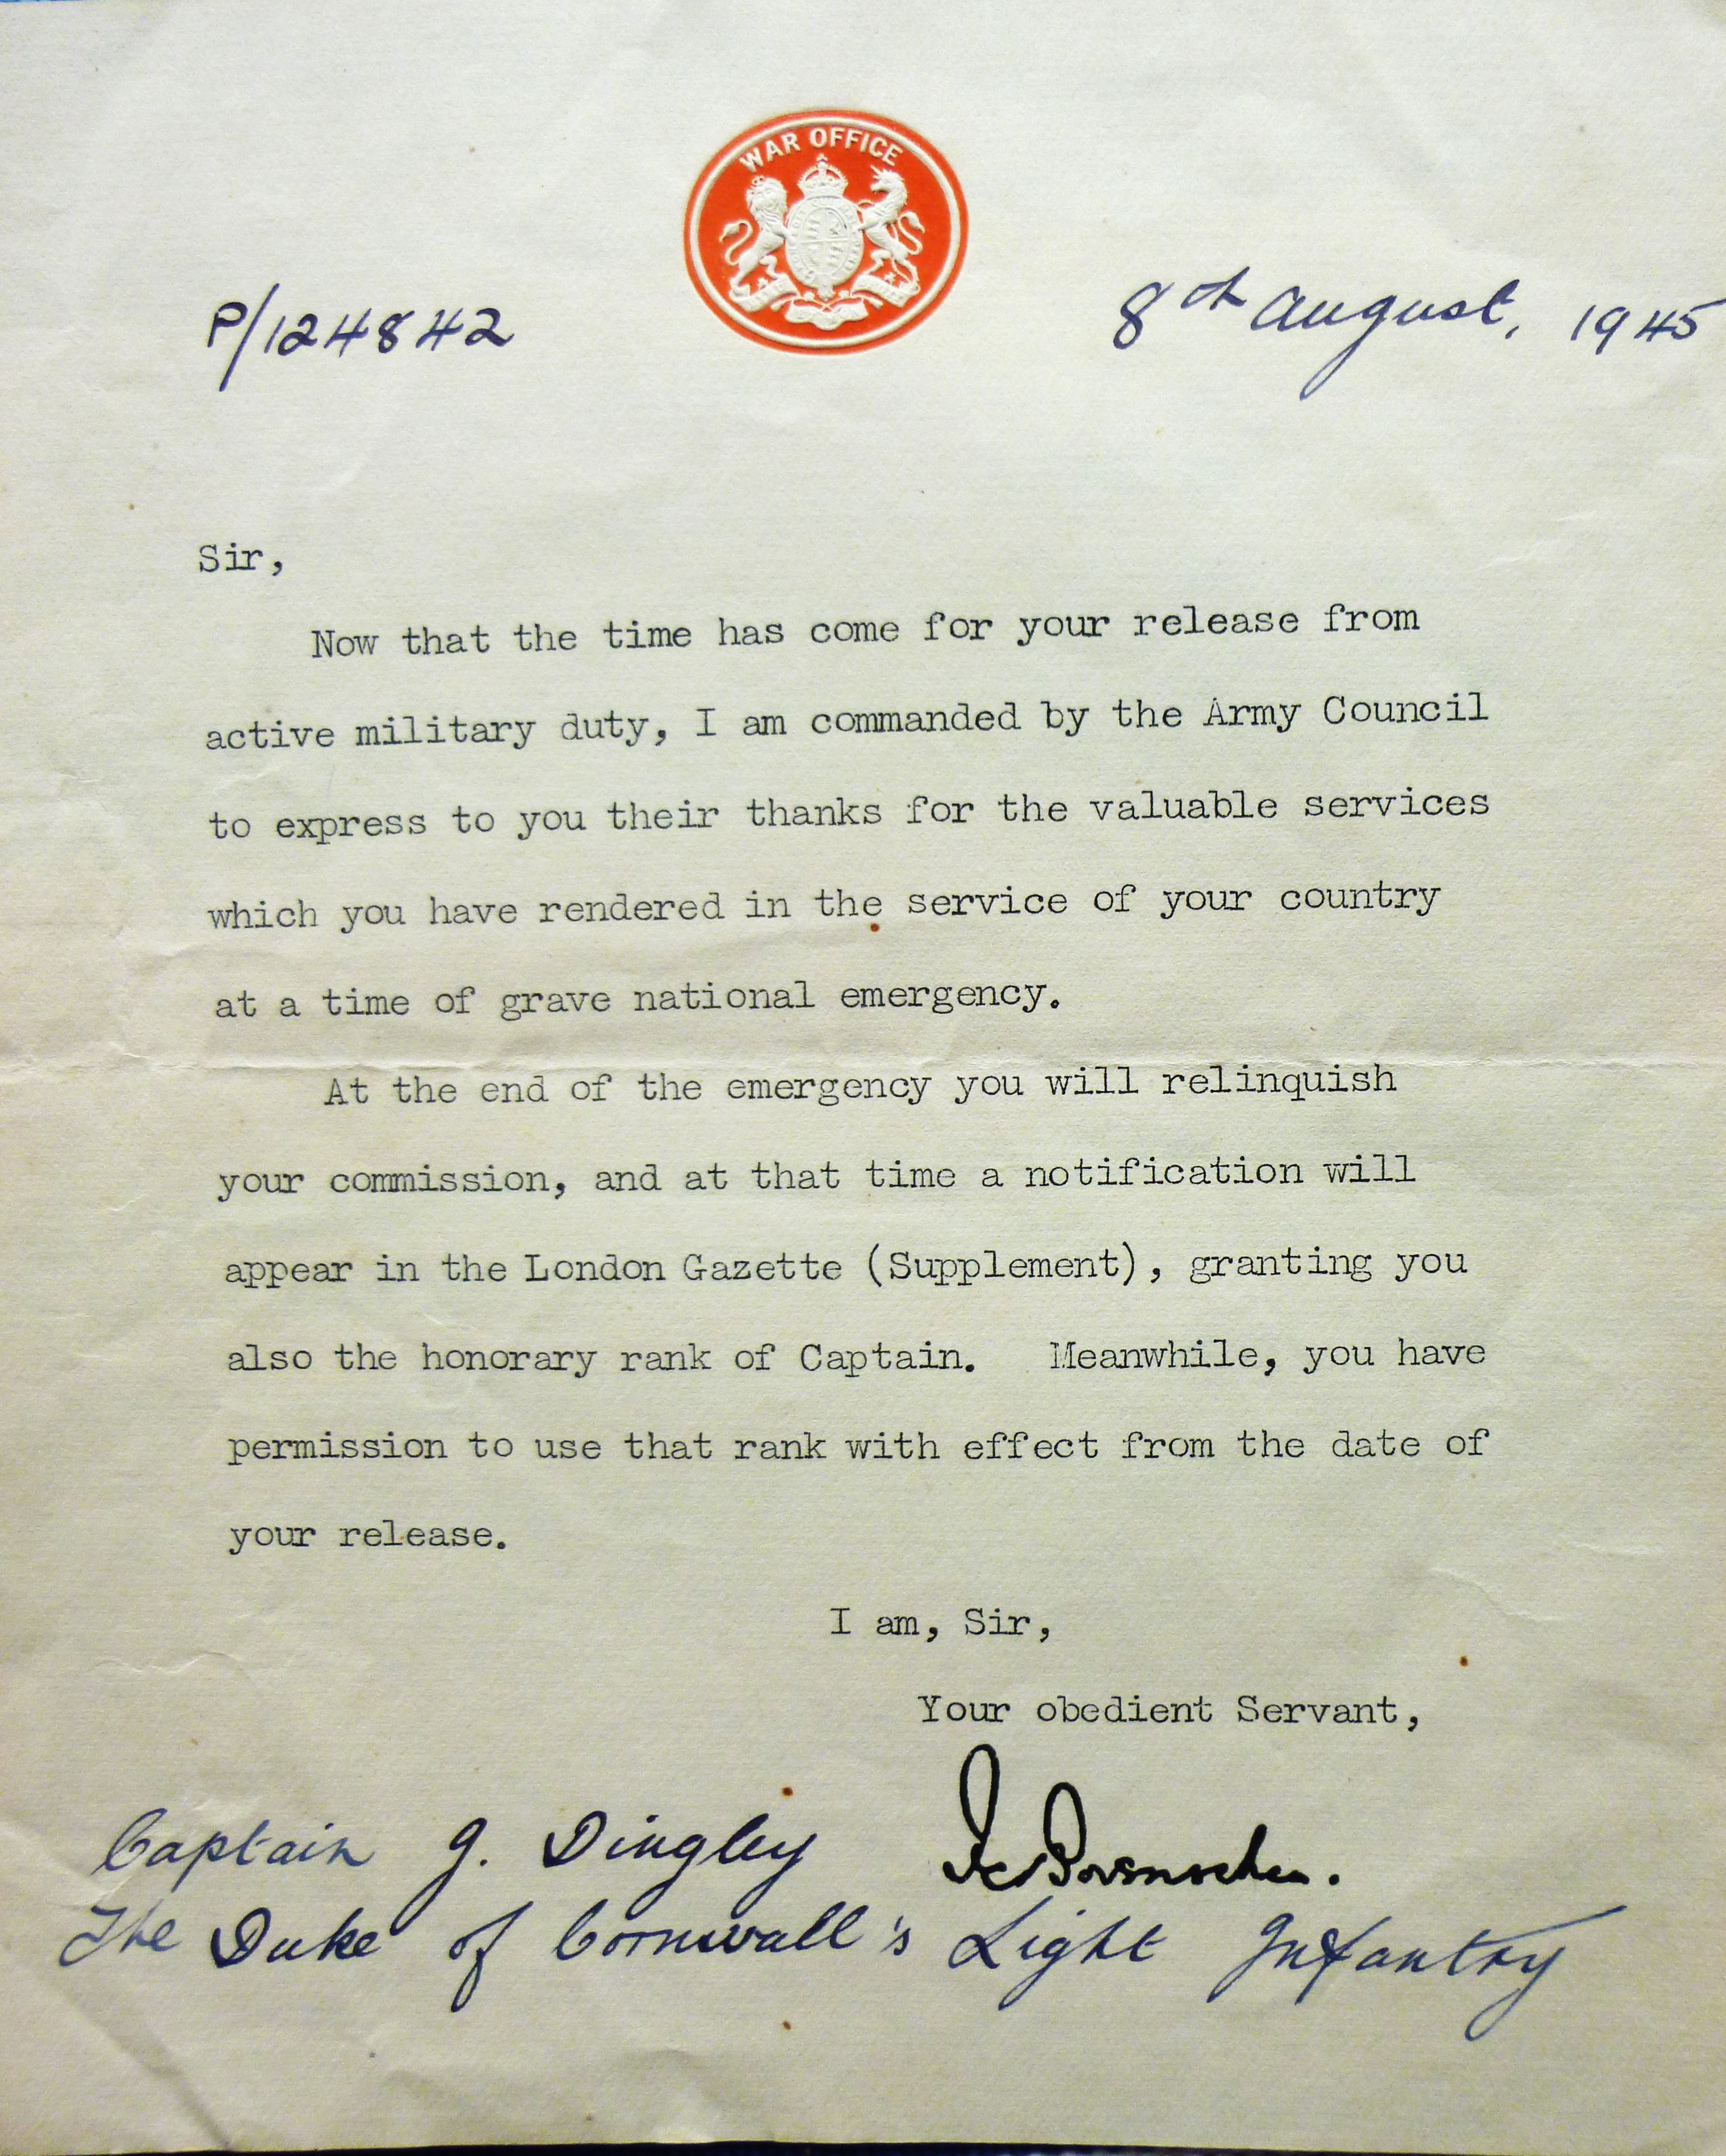 WAR OFFICE
P/124842
8th August, 1945
Sir,
Now that the time has come for your release from
active military duty, I am commanded by the Army Council
to express to you their thanks for the valuable services
which you have rendered in the service of your country
at a time of grave national emergency.
At the end of the emergency you will relinquish
your commission, and at that time a notification will
appear in the London Gazette (Supplement), granting you
also the honorary rank of Captain. Meanwhile, you have
permission to use that rank with effect from the date of
your release.
I am, Sir,
Your obedient Servant,
Captain G. Dingley
The Duke of Cornwall's Light Infantry